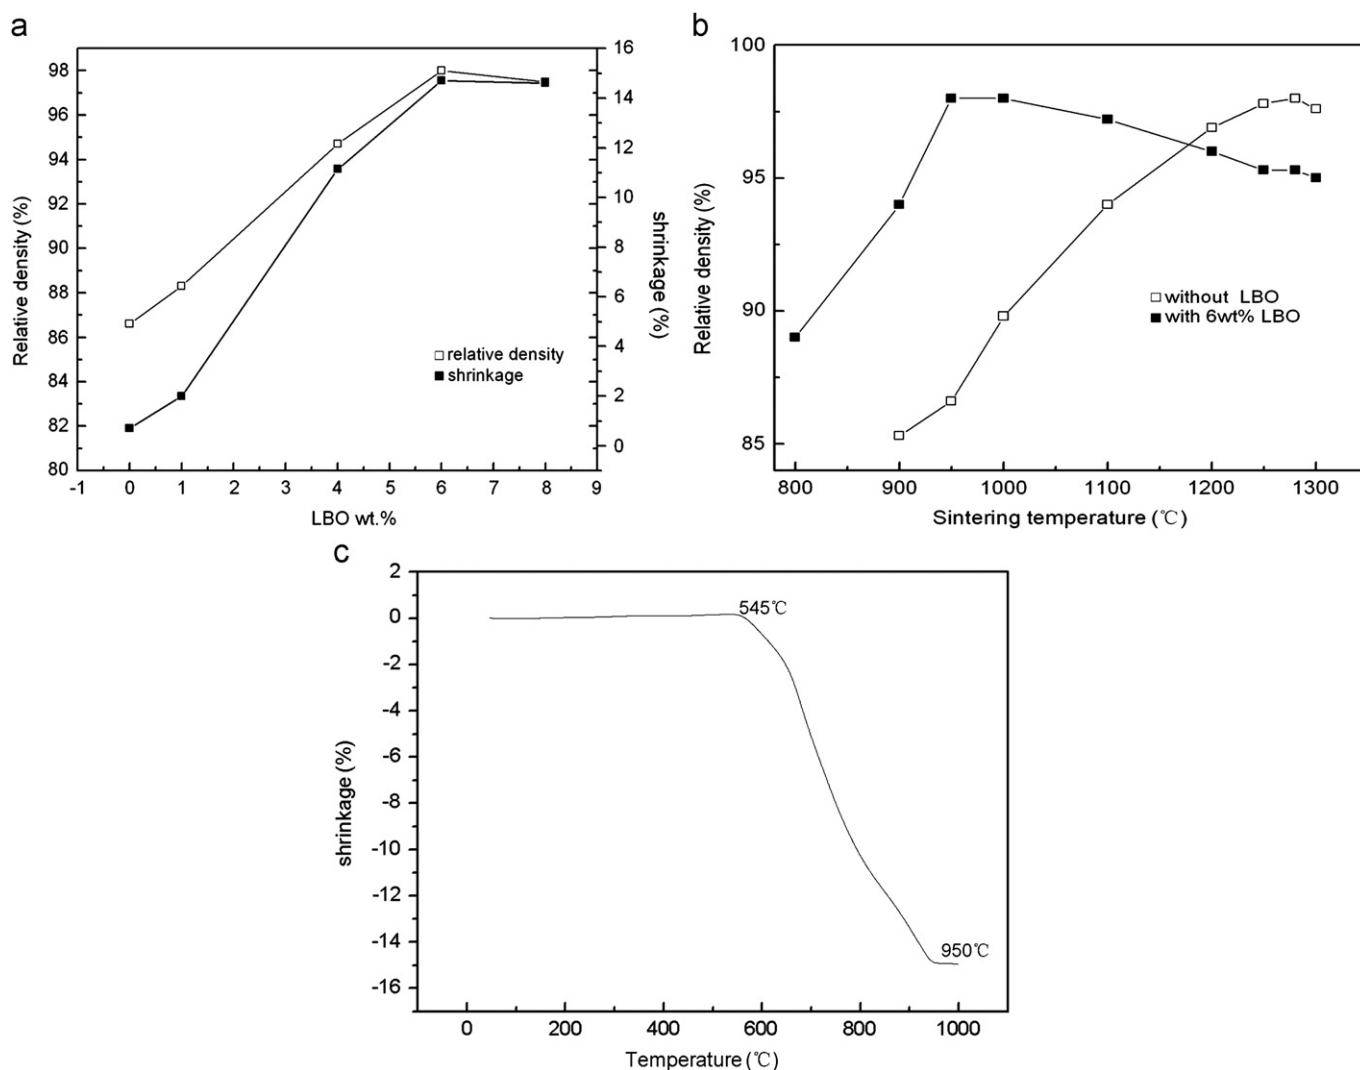 a
98
96
94
92
90
88
86
84
82
80
Relative density (%)
16
14
12
10
8
6
4
2
0
shrinkage (%)
relative density
shrinkage
-1 0 1 2 3 4 5 6 7 8 9
LBO wt.%
b
100
95
90
85
Relative density (%)
without LBO
with 6wt% LBO
800 900 1000 1100 1200 1300
Sintering temperature (℃)
c
2
0
-2
-4
-6
-8
-10
-12
-14
-16
shrinkage (%)
545℃
950℃
0 200 400 600 800 1000
Temperature (℃)